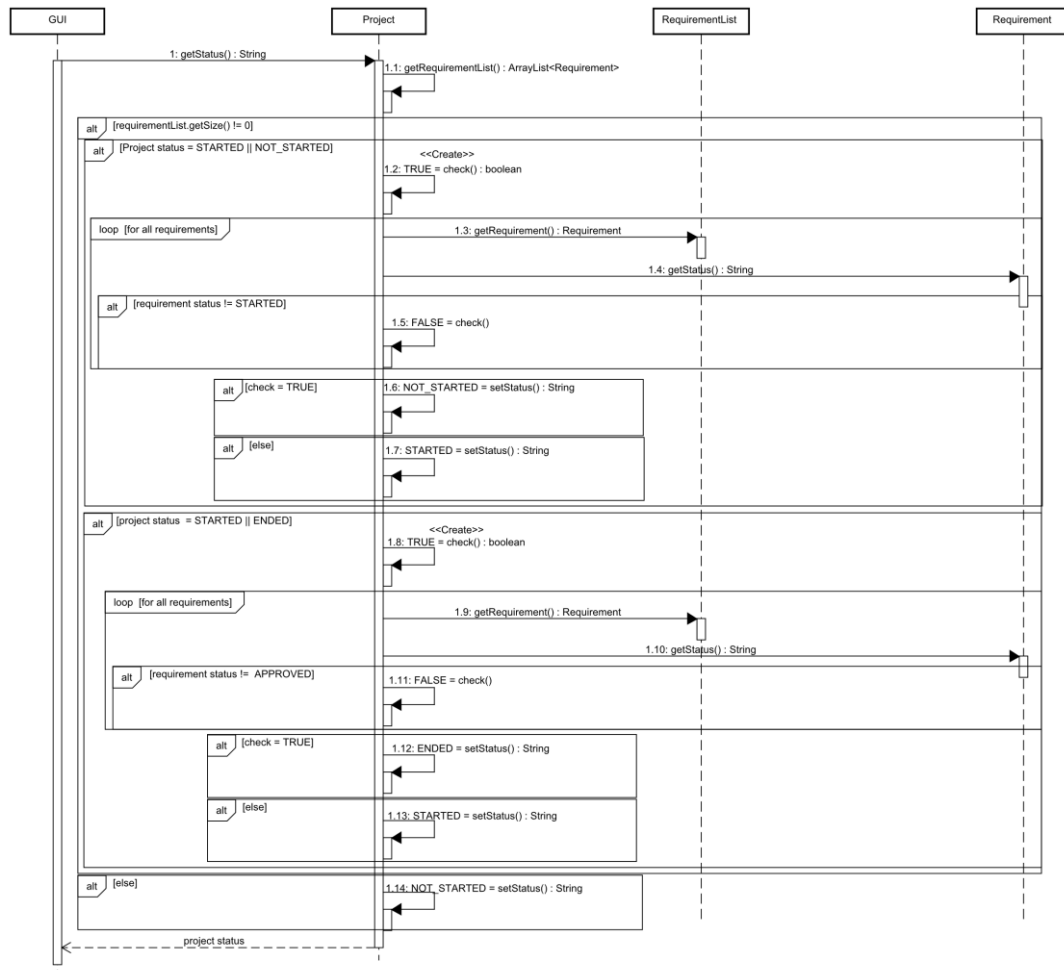 GUI
Project
RequirementList
Requirement
1: getStatus() : String
1.1: getRequirementList() : ArrayList<Requirement>
alt [requirementList.getSize() != 0]
alt [Project status = STARTED || NOT_STARTED]
<<Create>>
1.2: TRUE = check() : boolean
loop [for all requirements]
1.3: getRequirement() : Requirement
1.4: getStatus() : String
alt [requirement status != STARTED]
1.5: FALSE = check()
alt [check = TRUE]
1.6: NOT_STARTED = setStatus() : String
alt [else]
1.7: STARTED = setStatus() : String
alt [project status = STARTED || ENDED]
<<Create>>
1.8: TRUE = check() : boolean
loop [for all requirements]
1.9: getRequirement() : Requirement
1.10: getStatus() : String
alt [requirement status != APPROVED]
1.11: FALSE = check()
alt [check = TRUE]
1.12: ENDED = setStatus() : String
alt [else]
1.13: STARTED = setStatus() : String
alt [else]
1.14: NOT_STARTED = setStatus() : String
project status